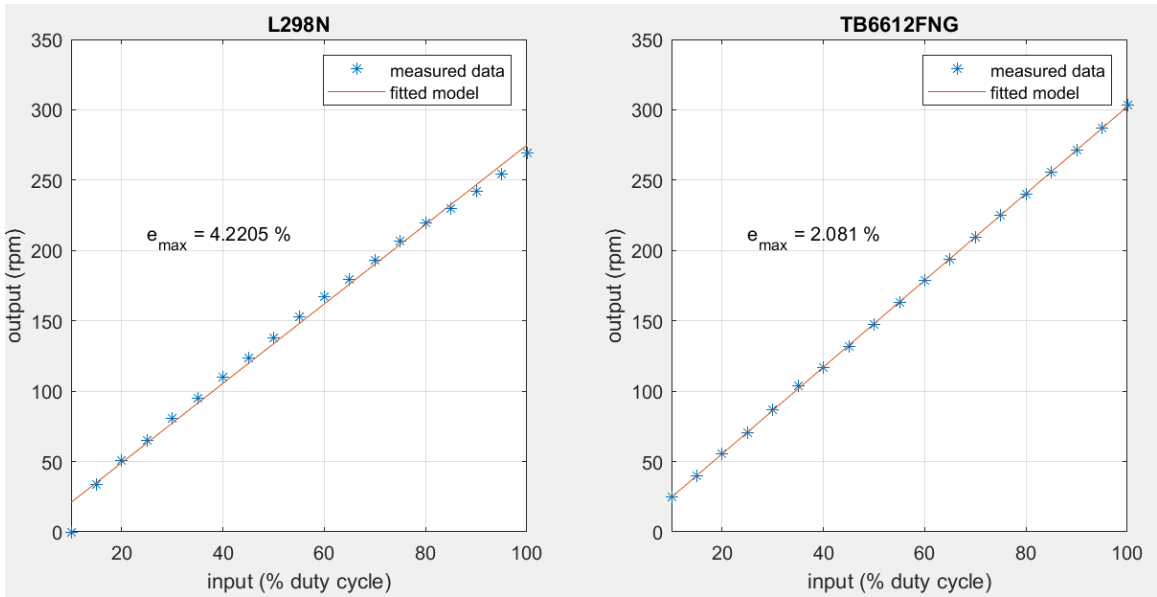 L298N
350
300
250
200
150
100
50
0
20
40
60
80
100
output (rpm)
input (% duty cycle)
measured data
fitted model
e_max = 4.2205 %
TB6612FNG
350
300
250
200
150
100
50
0
20
40
60
80
100
output (rpm)
input (% duty cycle)
measured data
fitted model
e_max = 2.081 %